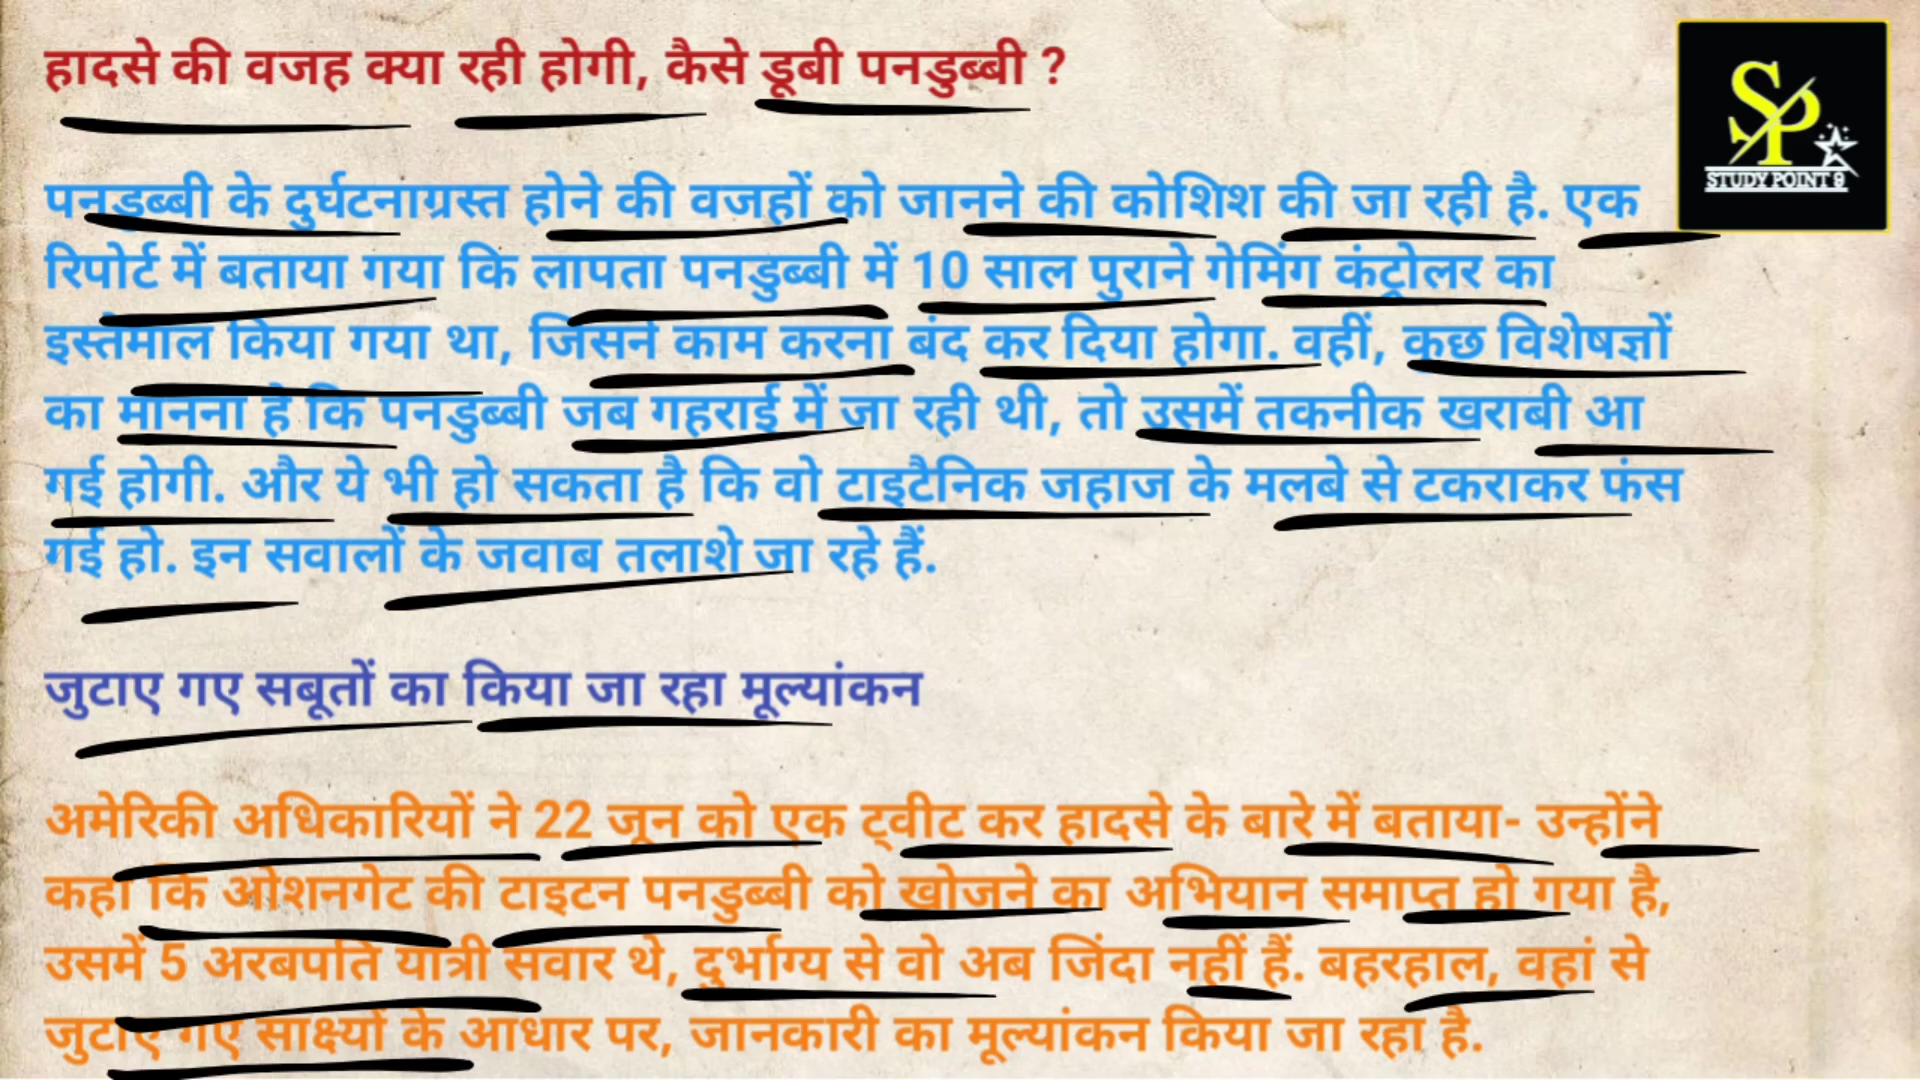 हादसे की वजह क्या रही होगी, कैसे डूबी पनडुब्बी ?
SP
STUDY POINT 9
पनडुब्बी के दुर्घटनाग्रस्त होने की वजहों को जानने की कोशिश की जा रही है. एक
रिपोर्ट में बताया गया कि लापता पनडुब्बी में 10 साल पुराने गेमिंग कंट्रोलर का
इस्तेमाल किया गया था, जिसने काम करना बंद कर दिया होगा. वहीं, कुछ विशेषज्ञों
का मानना है कि पनडुब्बी जब गहराई में जा रही थी, तो उसमें तकनीक खराबी आ
गई होगी. और ये भी हो सकता है कि वो टाइटैनिक जहाज के मलबे से टकराकर फंस
गई हो. इन सवालों के जवाब तलाशे जा रहे हैं.
जुटाए गए सबूतों का किया जा रहा मूल्यांकन
अमेरिकी अधिकारियों ने 22 जून को एक ट्वीट कर हादसे के बारे में बताया- उन्होंने
कहा कि ओशनगेट की टाइटन पनडुब्बी को खोजने का अभियान समाप्त हो गया है,
उसमें 5 अरबपति यात्री सवार थे, दुर्भाग्य से वो अब जिंदा नहीं हैं. बहरहाल, वहां से
जुटाए गए साक्ष्यों के आधार पर, जानकारी का मूल्यांकन किया जा रहा है.